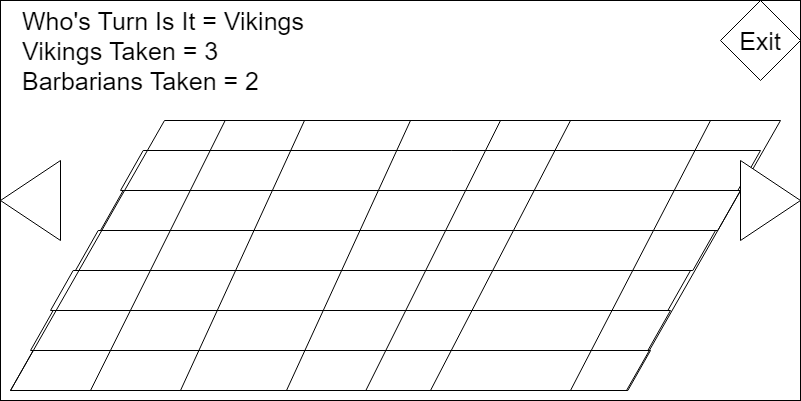 Who's Turn Is It = Vikings
Vikings Taken = 3
Barbarians Taken = 2
Exit